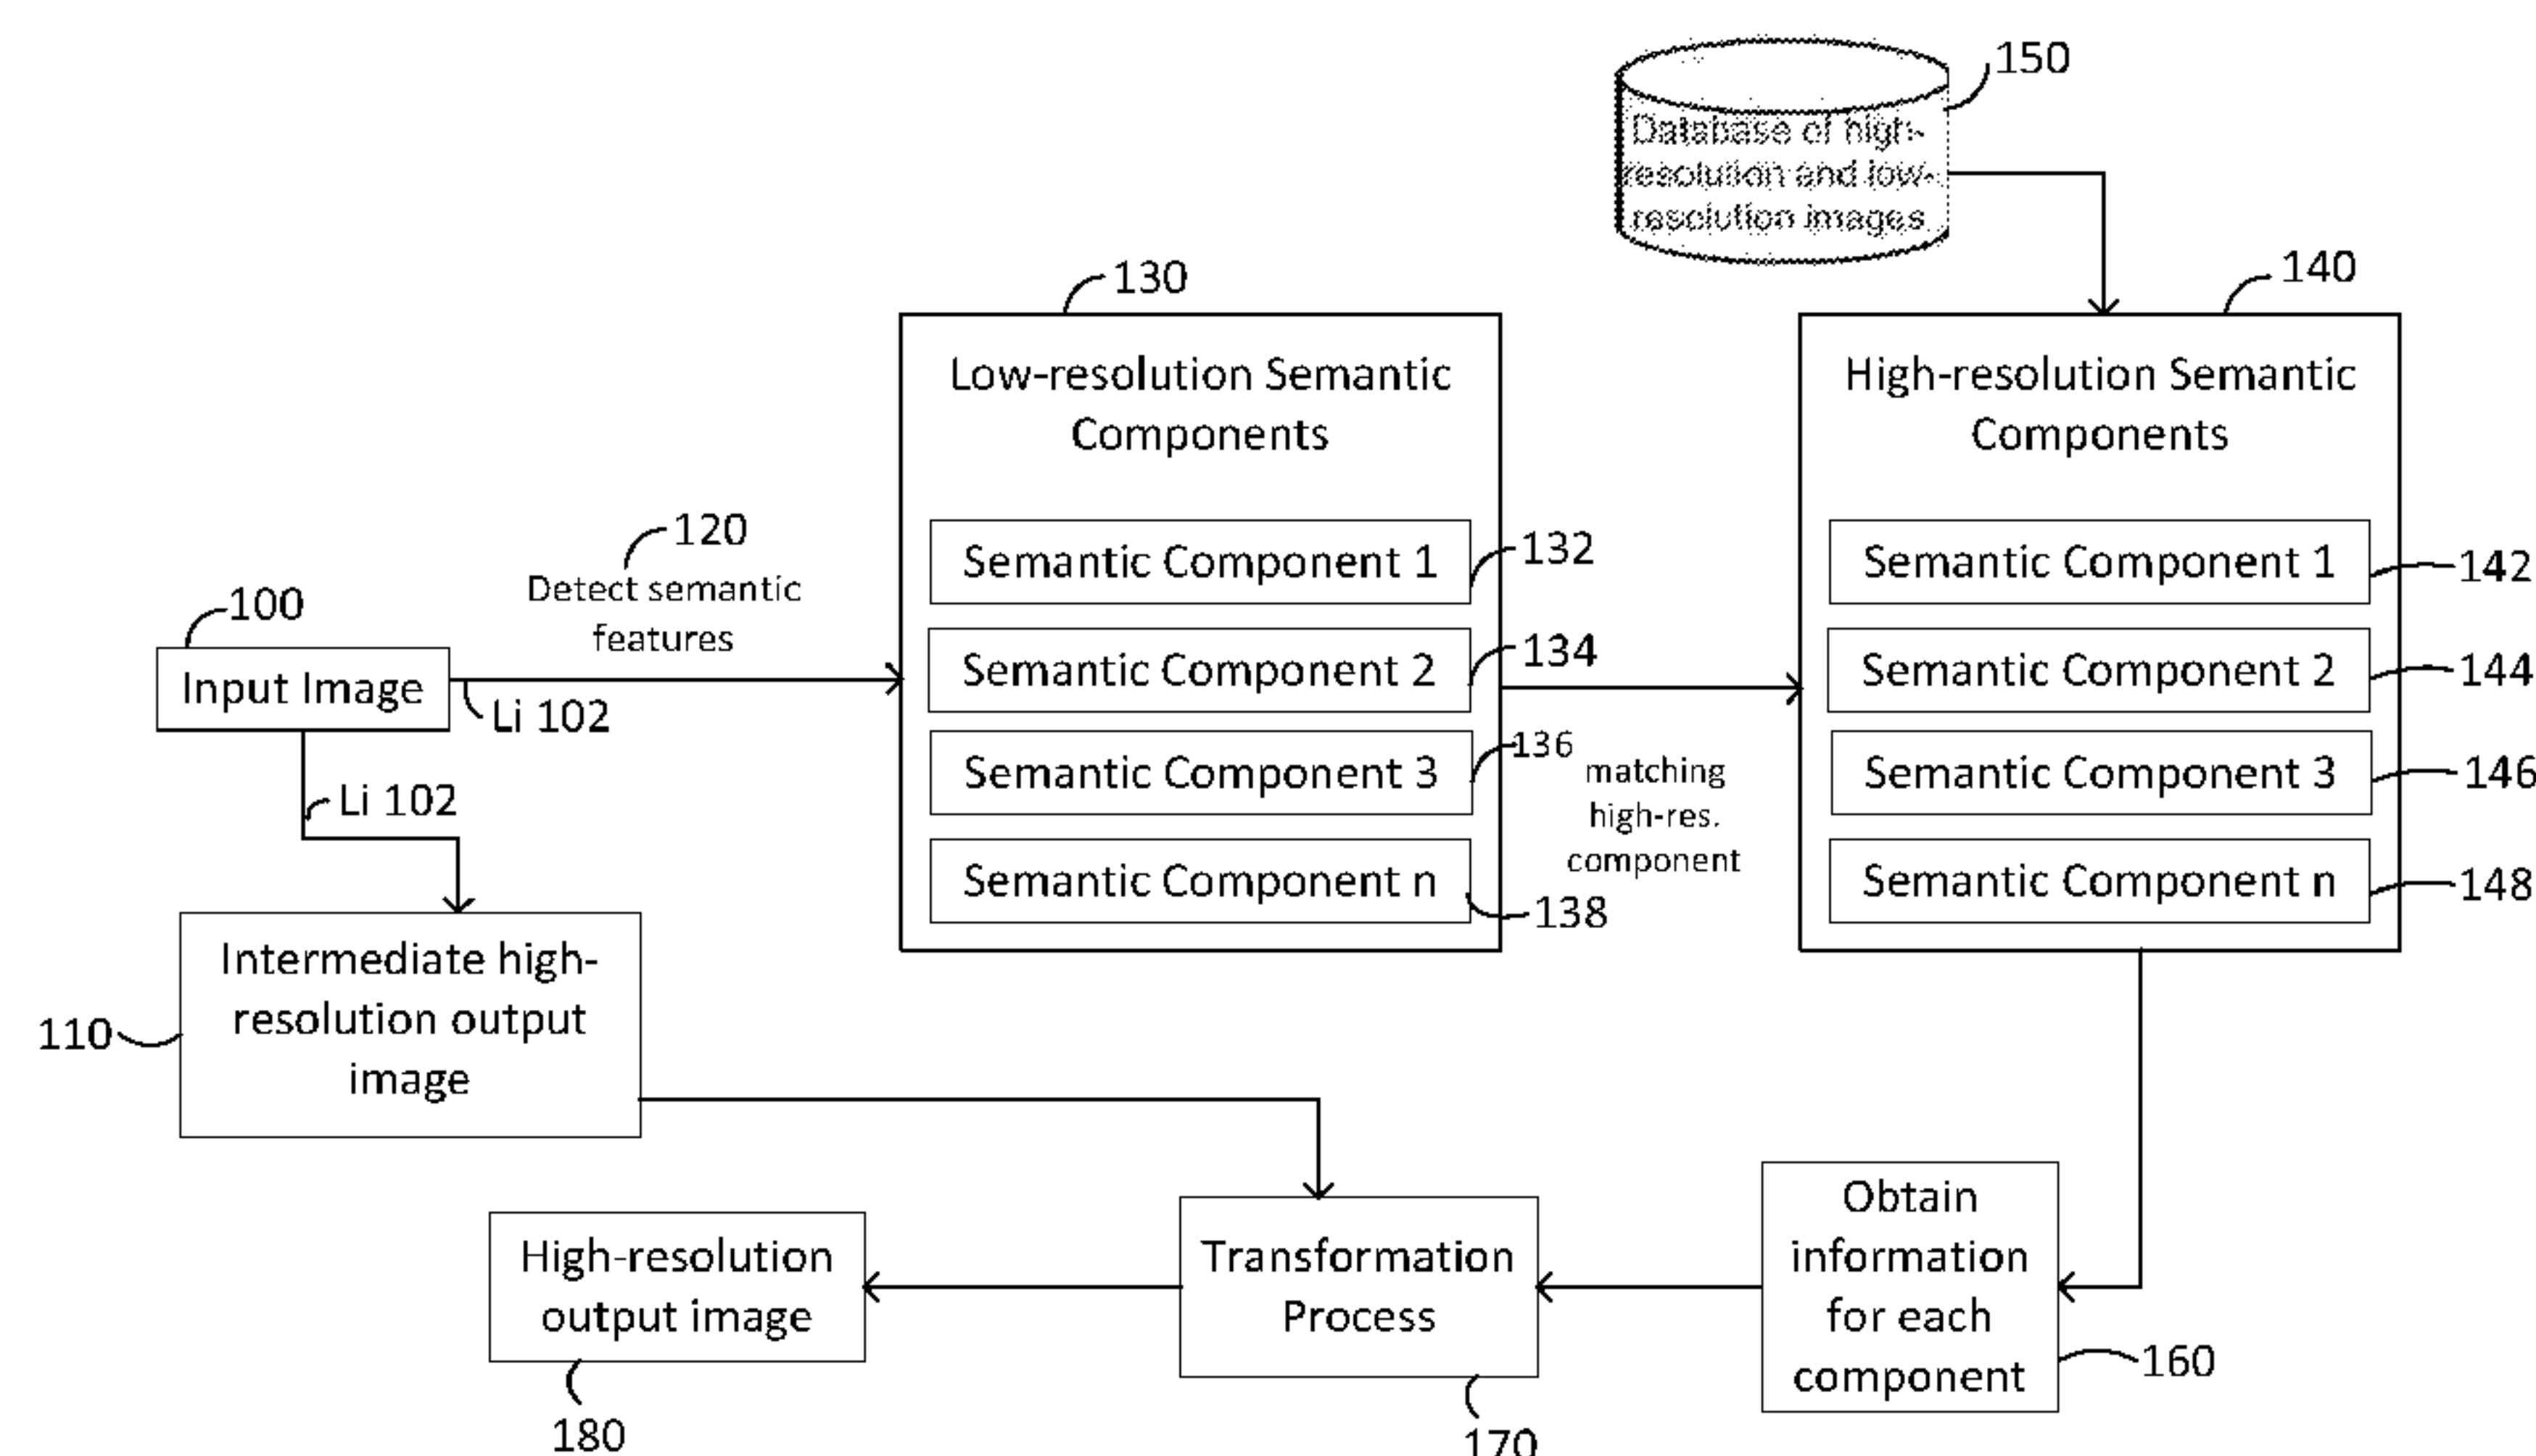 150
Database of high-
resolution and low-
resolution images
130
140
Low-resolution Semantic
Components
High-resolution Semantic
Components
120
Detect semantic
features
Semantic Component 1
132
Semantic Component 1
142
100
Input Image
Li 102
Semantic Component 2
134
Semantic Component 2
144
Semantic Component 3
136
Semantic Component 3
146
matching
high-res.
component
Li 102
Semantic Component n
138
Semantic Component n
148
110
Intermediate high-
resolution output
image
High-resolution
output image
180
Transformation
Process
170
Obtain
information
for each
component
160